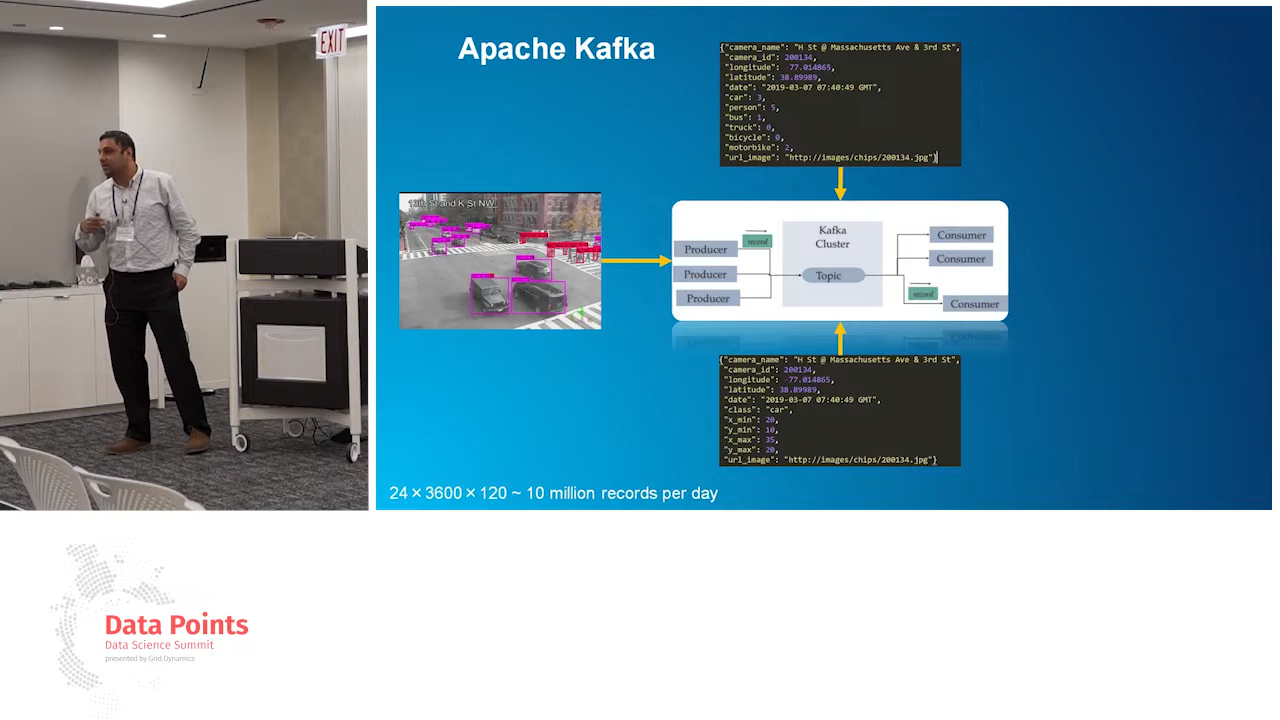 EXIT
Apache Kafka
{"camera_name": "H St @ Massachusetts Ave & 3rd St",
"camera_id": 200134,
"longitude": -77.014865,
"latitude": 38.89989,
"date": "2019-03-07 07:40:49 GMT",
"car": 3,
"person": 5,
"bus": 1,
"truck": 0,
"bicycle": 0,
"motorbike": 2,
"url_image": "http://images/chips/200134.jpg"}
13th St and K St NW
Producer
record
Producer
Producer
Kafka
Cluster
Topic
Consumer
Consumer
record
Consumer
{"camera_name": "H St @ Massachusetts Ave & 3rd St",
"camera_id": 200134,
"longitude": -77.014865,
"latitude": 38.89989,
"date": "2019-03-07 07:40:49 GMT",
"class": "car",
"x_min": 20,
"y_min": 10,
"x_max": 35,
"y_max": 20,
"url_image": "http://images/chips/200134.jpg"}
24 × 3600 × 120 ~ 10 million records per day
Data Points
Data Science Summit
presented by Grid Dynamics